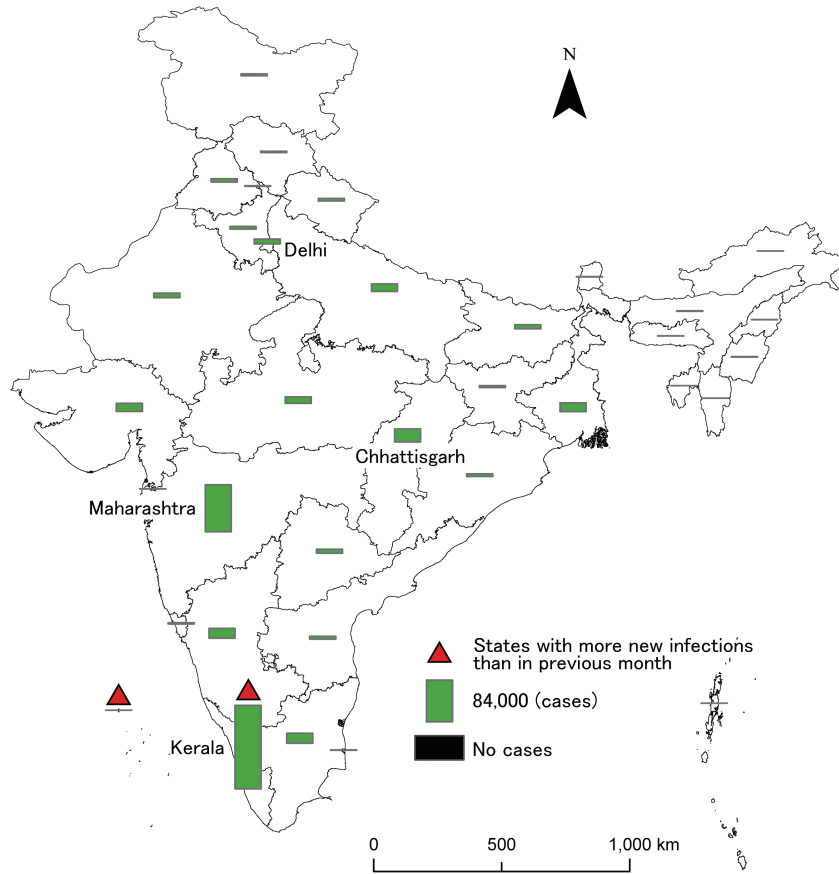 N
Delhi
Chhattisgarh
Maharashtra
States with more new infections
than in previous month
84,000 (cases)
Kerala
No cases
0 500 1,000 km